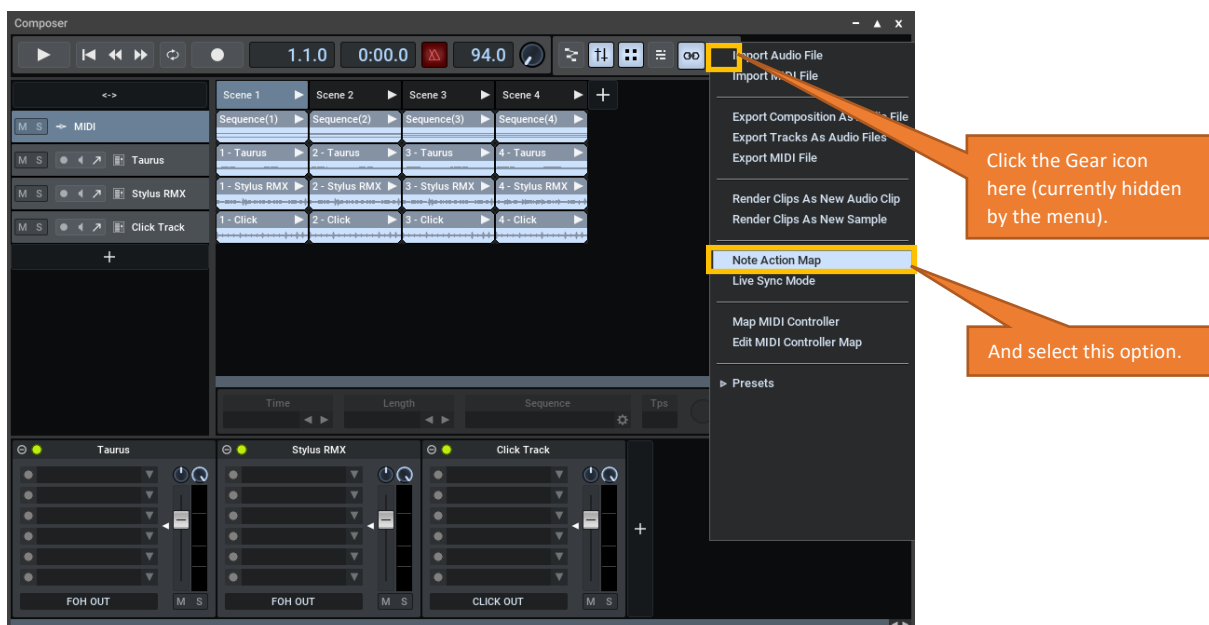 Composer
1.1.0
0:00.0
94.0
Import Audio File
Import MIDI File
Export Composition As Audio File
Export Tracks As Audio Files
Export MIDI File
Render Clips As New Audio Clip
Render Clips As New Sample
Note Action Map
Live Sync Mode
Map MIDI Controller
Edit MIDI Controller Map
Presets
Click the Gear icon
here (currently hidden
by the menu).
And select this option.
<->
Scene 1
Scene 2
Scene 3
Scene 4
+
M S MIDI
Sequence(1)
Sequence(2)
Sequence(3)
Sequence(4)
M S Taurus
1 - Taurus
2 - Taurus
3 - Taurus
4 - Taurus
M S Stylus RMX
1 - Stylus RMX
2 - Stylus RMX
3 - Stylus RMX
4 - Stylus RMX
M S Click Track
1 - Click
2 - Click
3 - Click
4 - Click
+
Time
Length
Sequence
Tps
Taurus
Stylus RMX
Click Track
+
FOH OUT
M S
FOH OUT
M S
CLICK OUT
M S